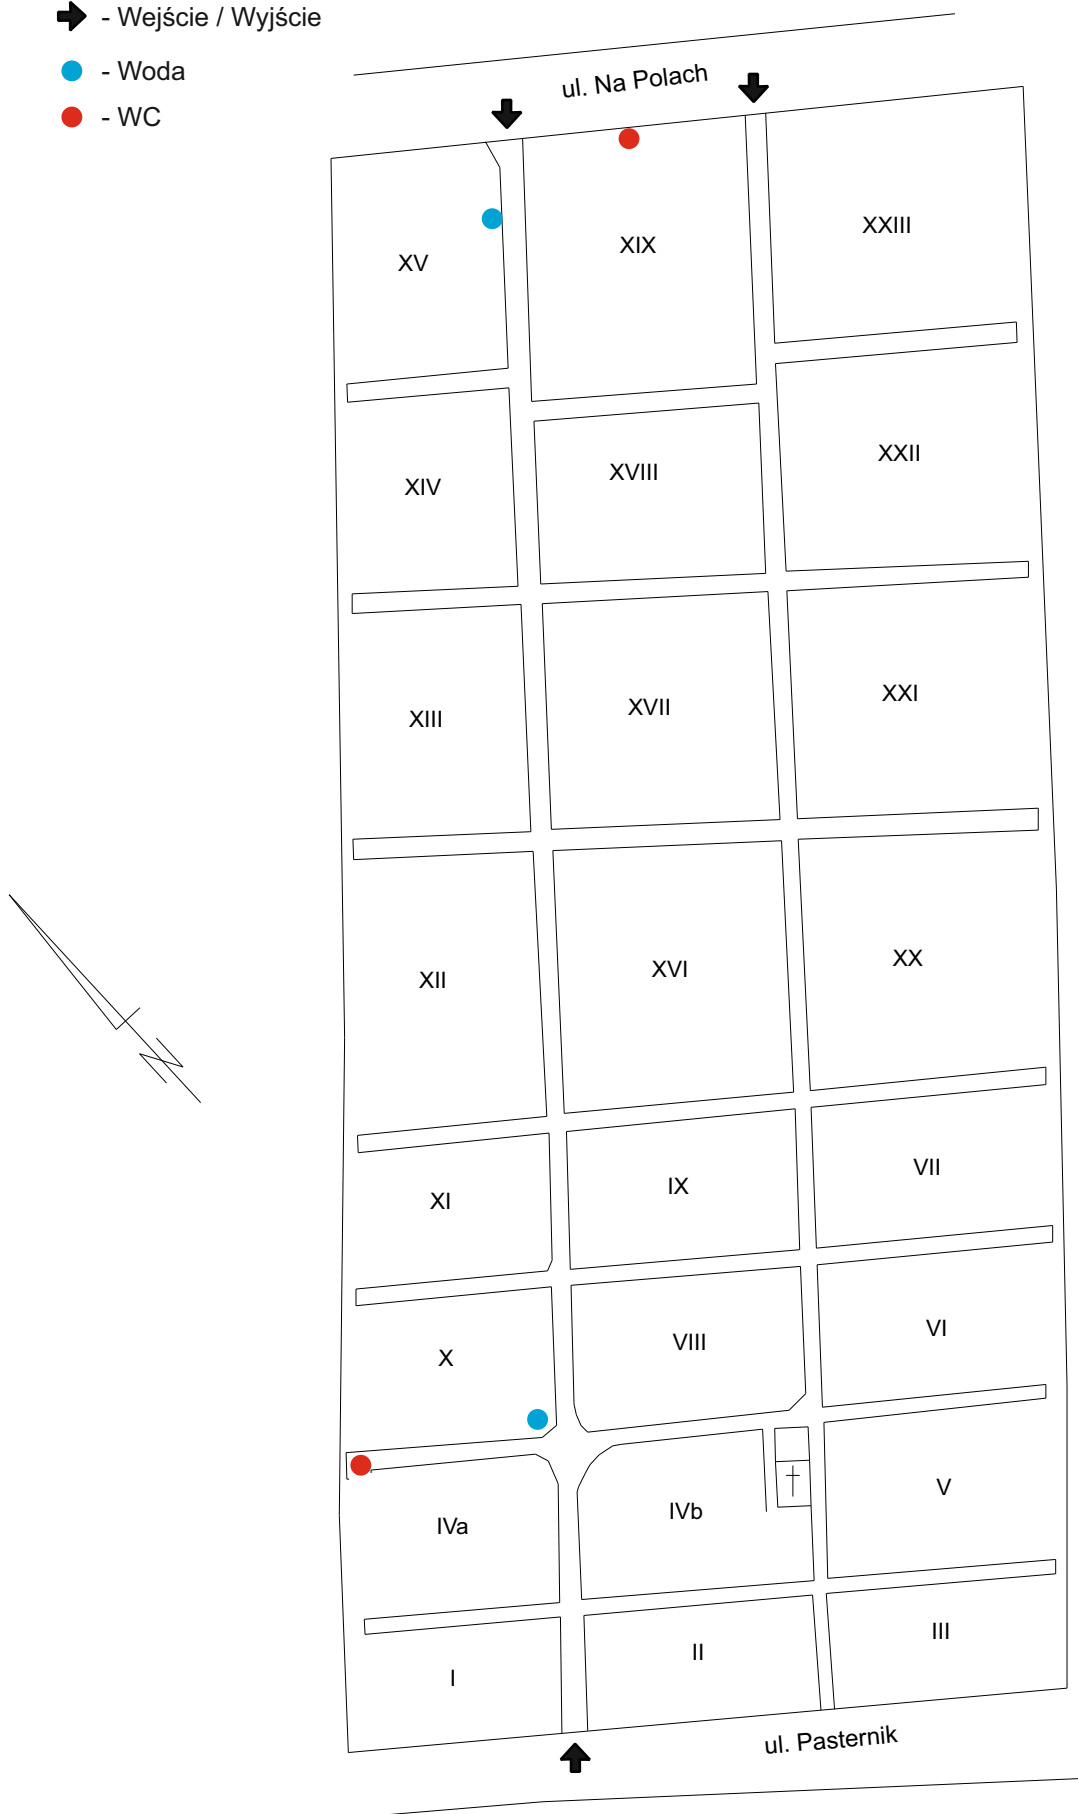 - Wejście / Wyjście
- Woda
- WC
ul. Na Polach
XV
XIX
XXIII
XIV
XVIII
XXII
XIII
XVII
XXI
XII
XVI
XX
XI
IX
VII
X
VIII
VI
IVa
IVb
V
I
II
III
N
ul. Pasternik